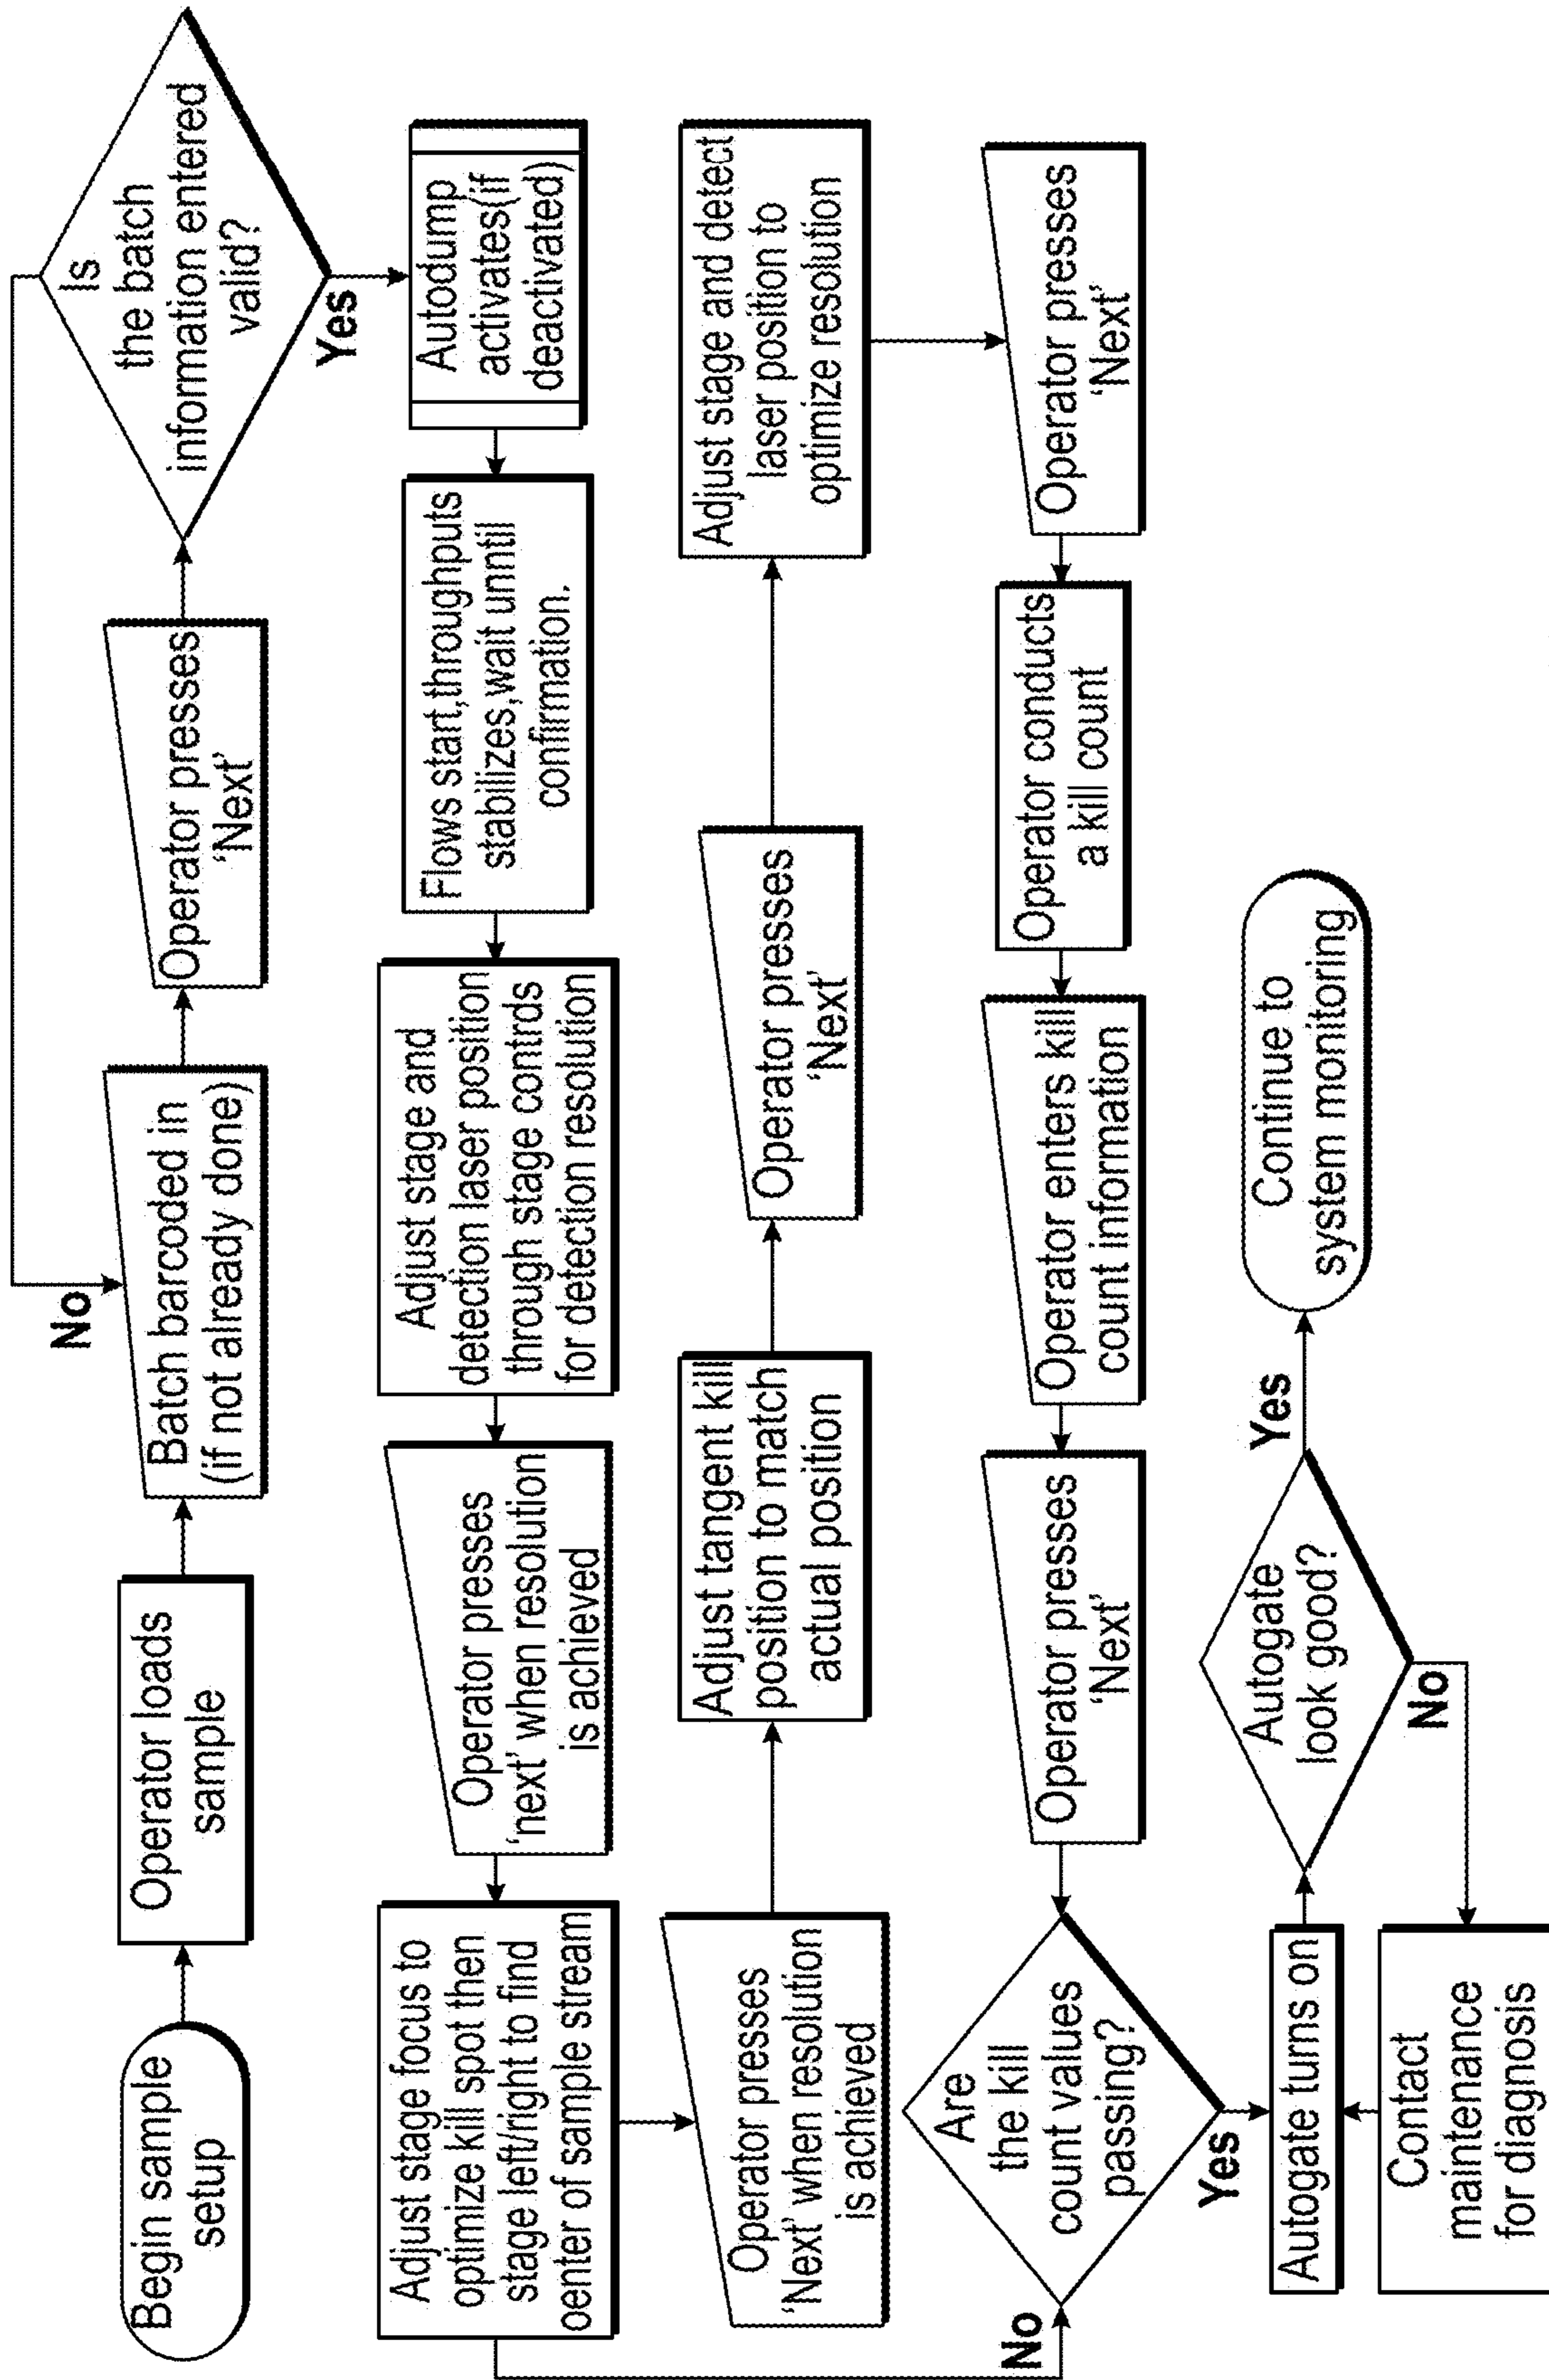 Begin sample
setup
Operator loads
sample
Batch barcoded in
(if not already done)
No
Operator presses
‘Next’
Is
the batch
information entered
valid?
Yes
Autodump
activates(if
deactivated)
Flows start,throughputs
stabilizes,wait unntil
confirmation.
Adjust stage and
detection laser position
through stage contrds
for detection resolution
Operator presses
‘next’ when resolution
is achieved
Adjust stage focus to
optimize kill spot then
stage left/right to find
oenter of sample stream
Operator presses
‘Next’ when resolution
is achieved
Adjust tangent kill
position to match
actual position
Operator presses
‘Next’
Adjust stage and detect
laser position to
optimize resolution
Operator presses
‘Next’
Operator conducts
a kill count
Operator enters kill
count information
Operator presses
‘Next’
Are
the kill
count values
passing?
No
Yes
Autogate turns on
Autogate
look good?
Yes
No
Continue to
system monitoring
Contact
maintenance
for diagnosis